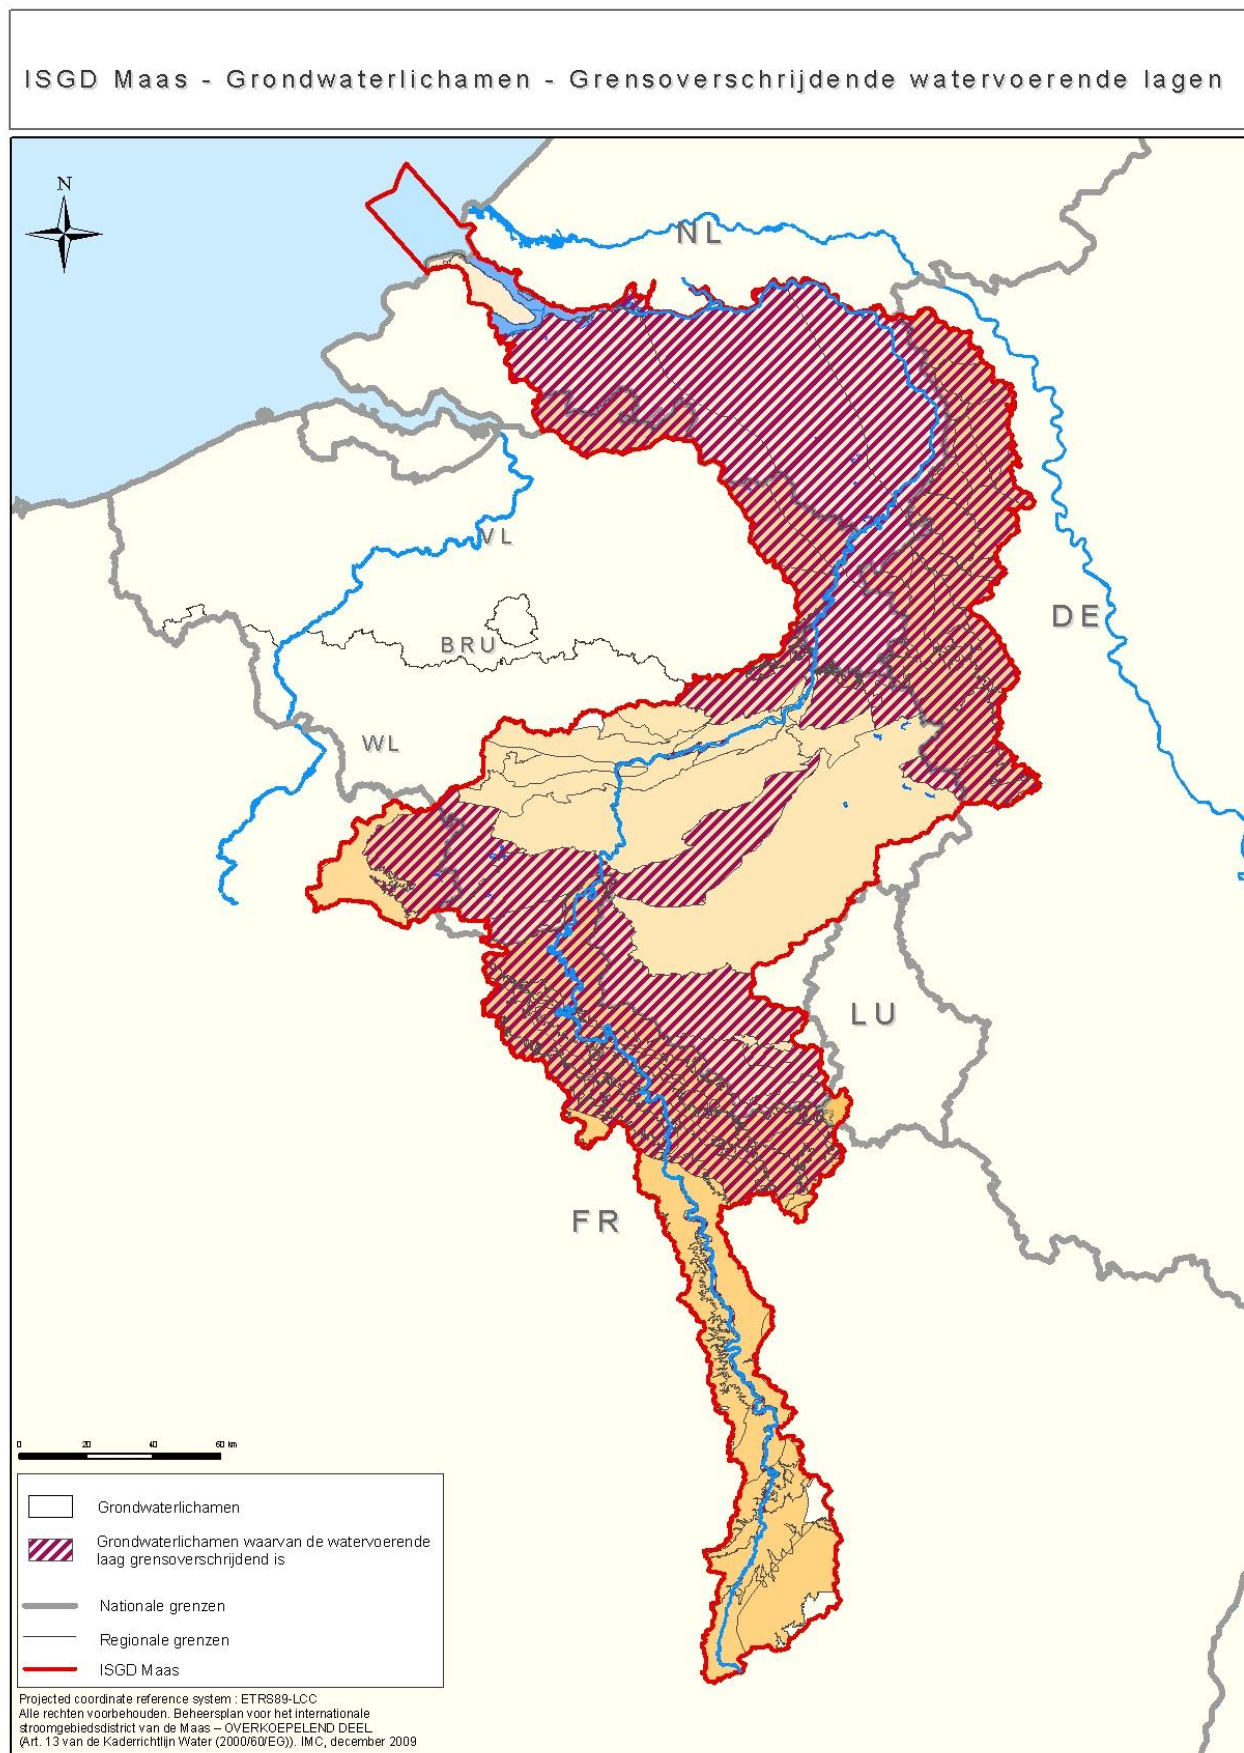 ISGD Maas - Grondwaterlichamen - Grensoverschrijdende watervoerende lagen
N
NL
VL
DE
BRU
WL
LU
FR
0 20 40 60 km
Grondwaterlichamen
Grondwaterlichamen waarvan de watervoerende
laag grensoverschrijdend is
Nationale grenzen
Regionale grenzen
ISGD Maas
Projected coordinate reference system : ETRS89-LCC
Alle rechten voorbehouden. Beheersplan voor het internationale
stroomgebiedsdistrict van de Maas – OVERKOEPELEND DEEL
(Art. 13 van de Kaderrichtlijn Water (2000/60/EG)). IMC, december 2009